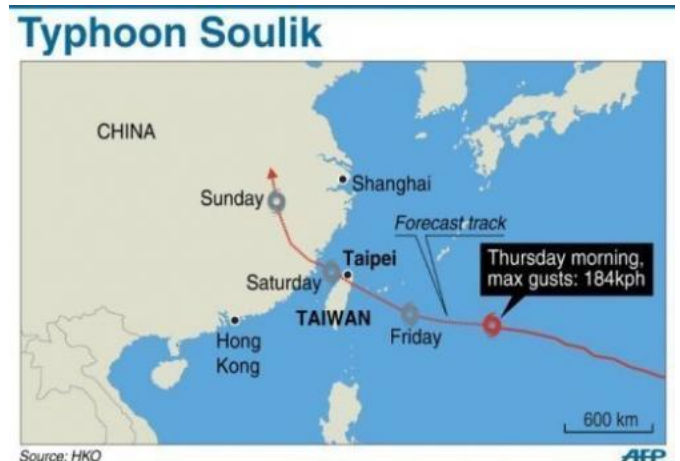 Typhoon Soulik
CHINA
Shanghai
Sunday
Forecast track
Thursday morning,
max gusts: 184kph
Taipei
Saturday
TAIWAN
Friday
Hong
Kong
600 km
Source: HKO
AFP